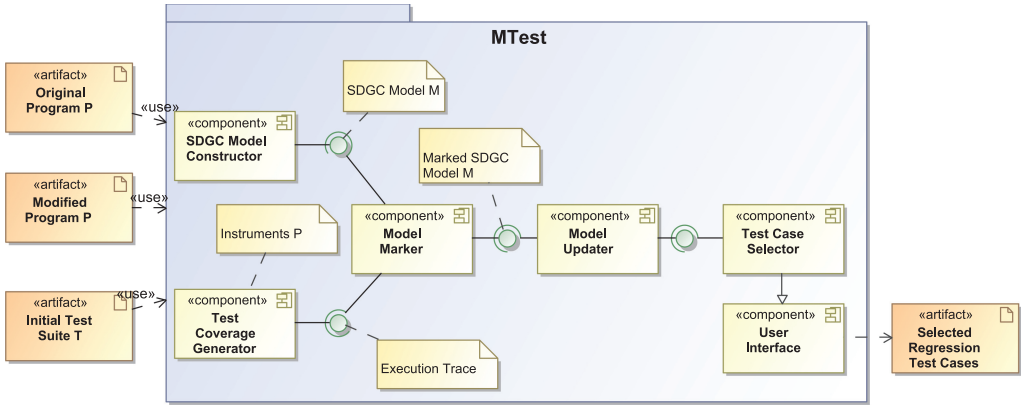 MTest
«artifact»
Original
Program P
«use»
«component»
SDGC Model
Constructor
SDGC Model M
Marked SDGC
Model M
«artifact»
Modified
Program P
«use»
Instruments P
«component»
Model
Marker
«component»
Model
Updater
«component»
Test Case
Selector
«artifact»
Initial Test
Suite T
«use»
«component»
Test
Coverage
Generator
Execution Trace
«component»
User
Interface
«artifact»
Selected
Regression
Test Cases